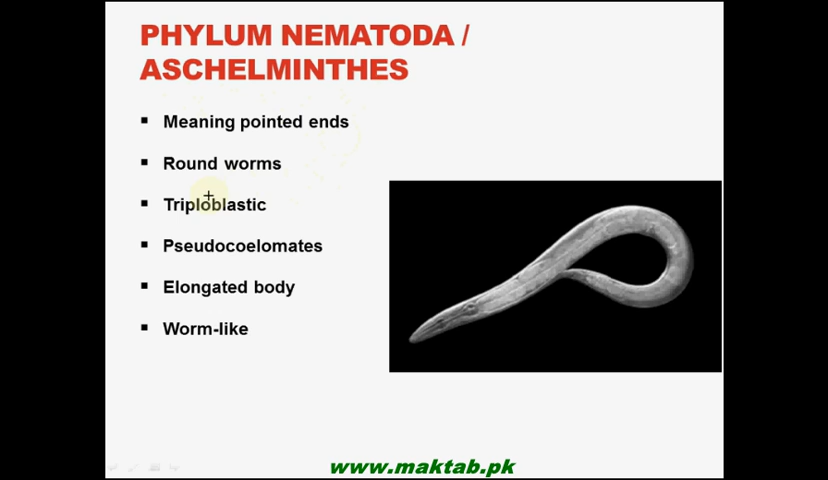 PHYLUM NEMATODA /
ASCHELMINTHES
▪ Meaning pointed ends
▪ Round worms
▪ Triploblastic
▪ Pseudocoelomates
▪ Elongated body
▪ Worm-like
www.maktab.pk